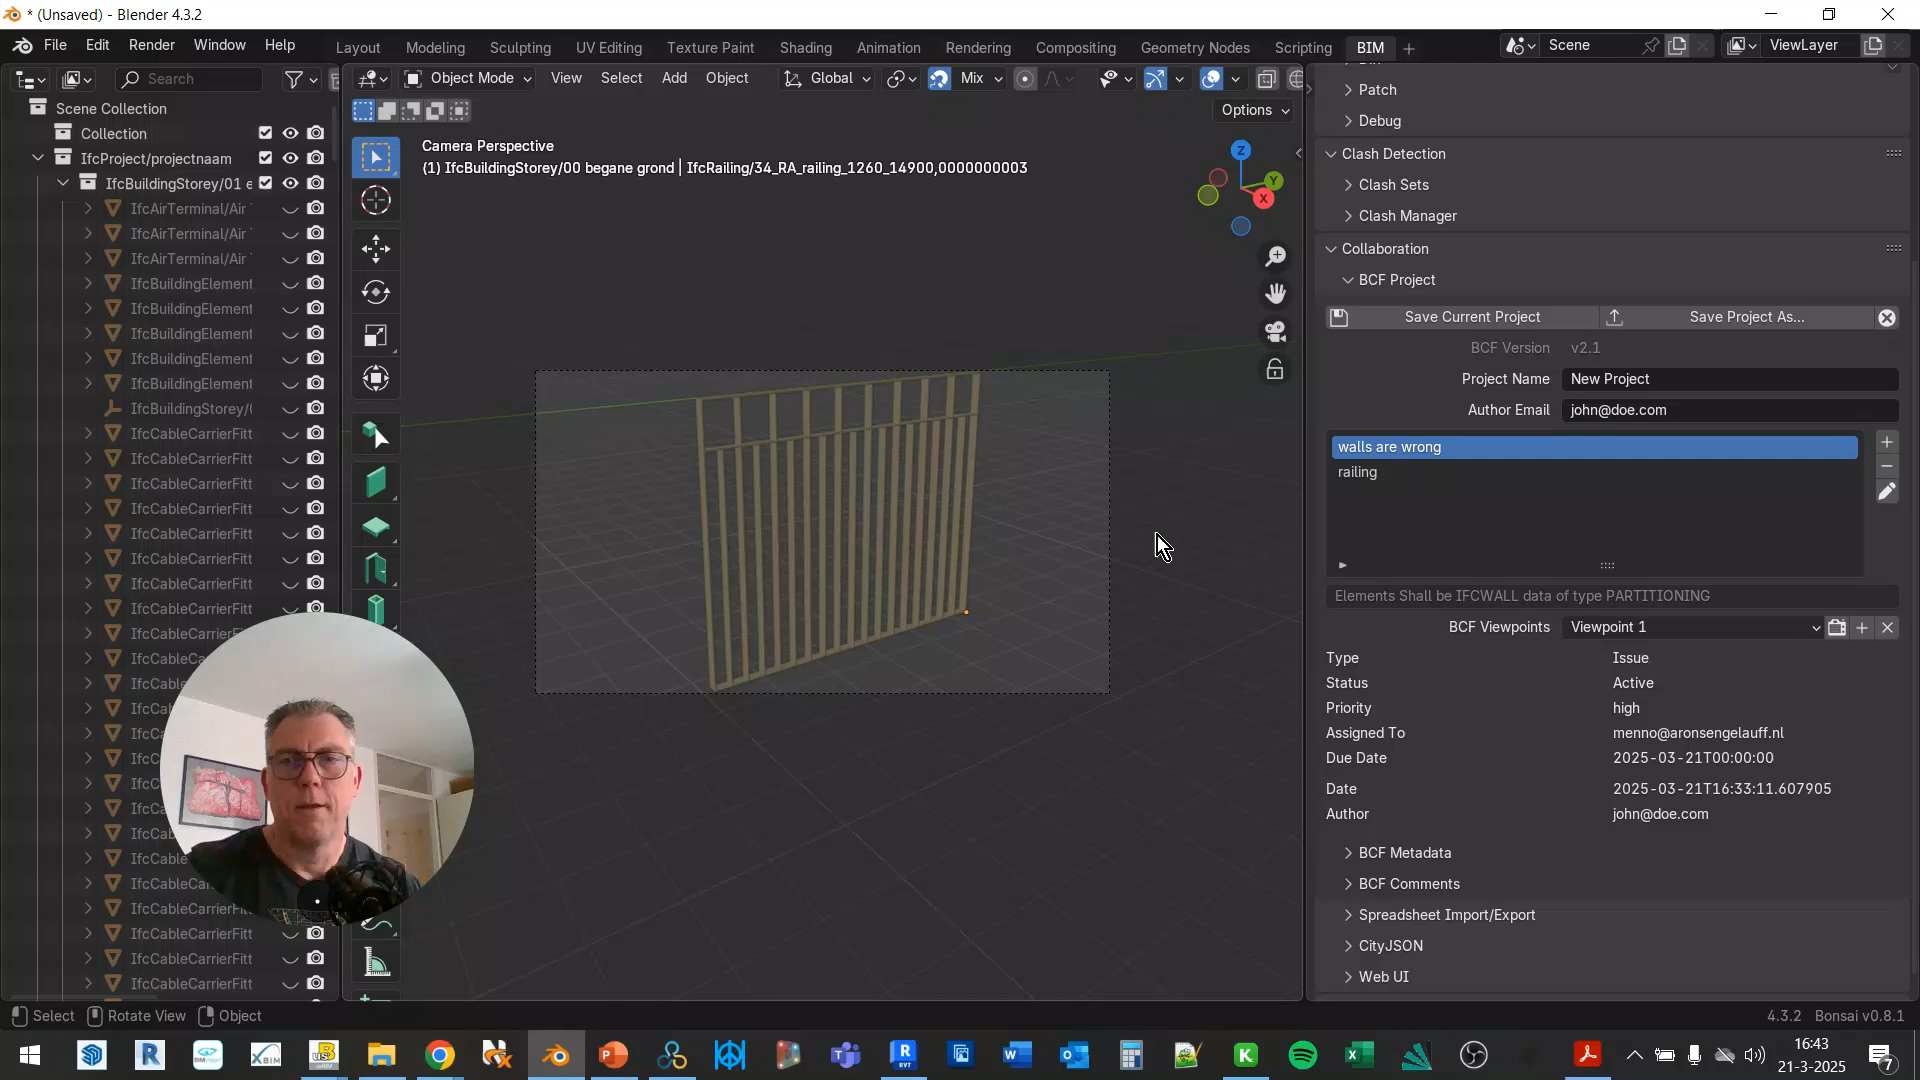 * (Unsaved) - Blender 4.3.2
File Edit Render Window Help
Layout Modeling Sculpting UV Editing Texture Paint Shading Animation Rendering Compositing Geometry Nodes Scripting BIM
Scene
ViewLayer
Search
Object Mode View Select Add Object Global Mix
Options
Scene Collection
Collection
IfcProject/projectnaam
IfcBuildingStorey/01 e
IfcAirTerminal/Air
IfcAirTerminal/Air
IfcAirTerminal/Air
IfcBuildingElement
IfcBuildingElement
IfcBuildingElement
IfcBuildingElement
IfcBuildingElement
IfcBuildingStorey/(
IfcCableCarrierFitt
IfcCableCarrierFitt
IfcCableCarrierFitt
IfcCableCarrierFitt
IfcCableCarrierFitt
IfcCableCarrierFitt
IfcCableCarrierFitt
IfcCableCarrierFitt
IfcCableCarrierFitt
IfcCableCarrierFitt
IfcCableCarrierFitt
IfcCableCarrierFitt
Camera Perspective
(1) IfcBuildingStorey/00 begane grond | IfcRailing/34_RA_railing_1260_14900,0000000003
Z
Y
X
Patch
Debug
Clash Detection
Clash Sets
Clash Manager
Collaboration
BCF Project
Save Current Project
Save Project As...
BCF Version v2.1
Project Name New Project
Author Email john@doe.com
walls are wrong
railing
Elements Shall be IFCWALL data of type PARTITIONING
BCF Viewpoints Viewpoint 1
Type Issue
Status Active
Priority high
Assigned To menno@aronsengelauff.nl
Due Date 2025-03-21T00:00:00
Date 2025-03-21T16:33:11.607905
Author john@doe.com
BCF Metadata
BCF Comments
Spreadsheet Import/Export
CityJSON
Web UI
Select Rotate View Object
4.3.2 Bonsai v0.8.1
16:43
21-3-2025
7